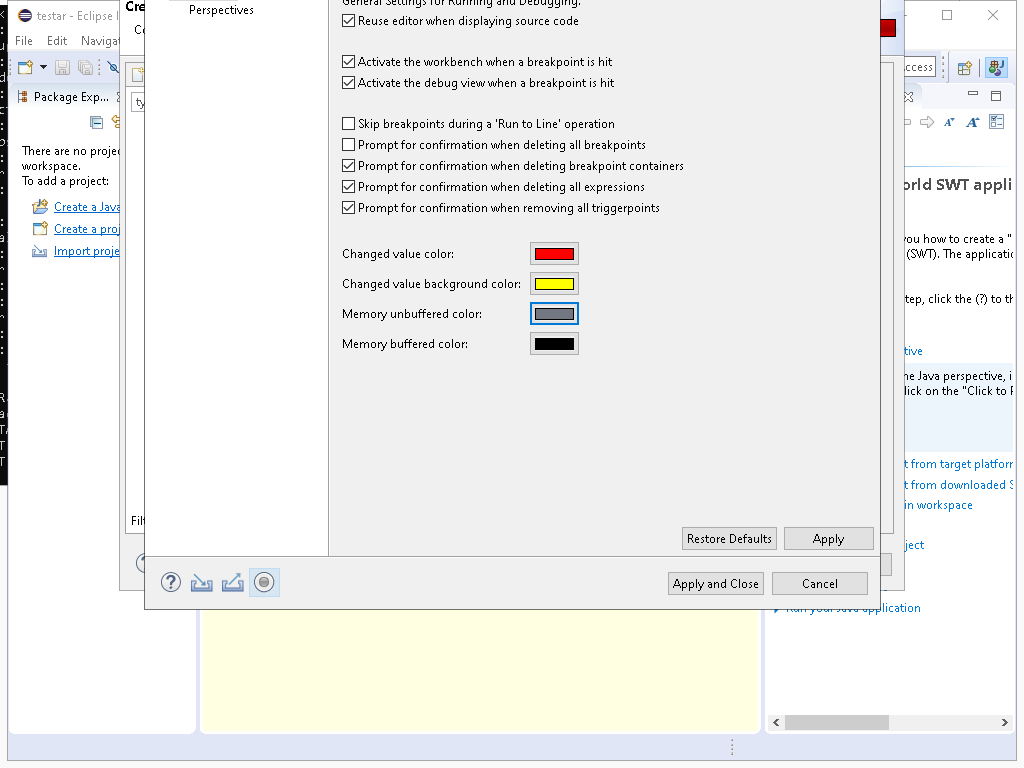 testar - Eclipse I
File Edit Navigat
Cre
Perspectives
General Settings for Running and Debugging.
Reuse editor when displaying source code
Activate the workbench when a breakpoint is hit
Activate the debug view when a breakpoint is hit
Skip breakpoints during a 'Run to Line' operation
Prompt for confirmation when deleting all breakpoints
Prompt for confirmation when deleting breakpoint containers
Prompt for confirmation when deleting all expressions
Prompt for confirmation when removing all triggerpoints
Changed value color:
Changed value background color:
Memory unbuffered color:
Memory buffered color:
Restore Defaults Apply
Apply and Close Cancel
ccess
Package Exp...
ty
There are no proje
workspace.
To add a project:
Create a Java
Create a proj
Import proje
Filt
orld SWT appli
you how to create a "
(SWT). The applicatio
tep, click the (?) to th
tive
he Java perspective, i
lick on the "Click to P
t from target platform
t from downloaded S
in workspace
ject
Run your Java application